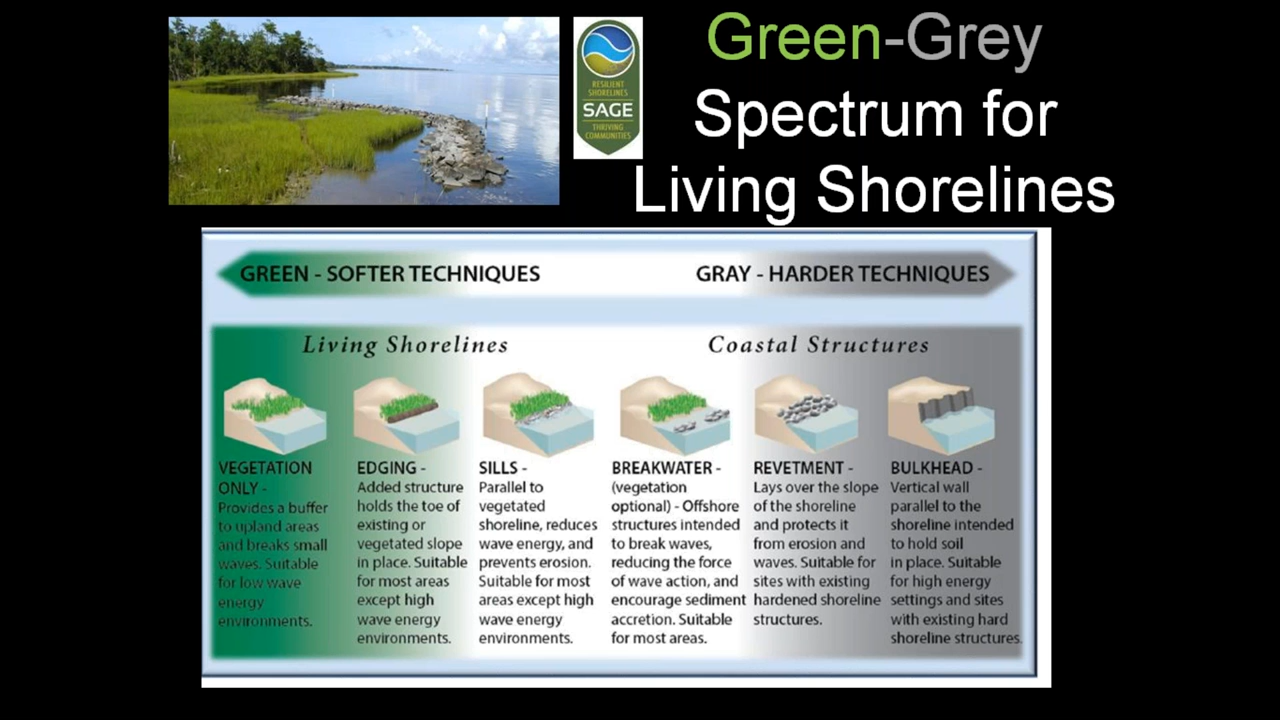 Green-Grey
Spectrum for
Living Shorelines
RESILIENT
SHORELINES
SAGE
THRIVING
COMMUNITIES
GREEN - SOFTER TECHNIQUES
GRAY - HARDER TECHNIQUES
Living Shorelines
Coastal Structures
VEGETATION
ONLY -
Provides a buffer
to upland areas
and breaks small
waves. Suitable
for low wave
energy
environments.
EDGING -
Added structure
holds the toe of
existing or
vegetated slope
in place. Suitable
for most areas
except high
wave energy
environments.
SILLS -
Parallel to
vegetated
shoreline, reduces
wave energy, and
prevents erosion.
Suitable for most
areas except high
wave energy
environments.
BREAKWATER -
(vegetation
optional) - Offshore
structures intended
to break waves,
reducing the force
of wave action, and
encourage sediment
accretion. Suitable
for most areas.
REVETMENT -
Lays over the slope
of the shoreline
and protects it
from erosion and
waves. Suitable for
sites with existing
hardened shoreline
structures.
BULKHEAD -
Vertical wall
parallel to the
shoreline intended
to hold soil
in place. Suitable
for high energy
settings and sites
with existing hard
shoreline structures.